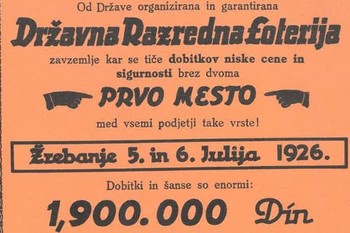 Od Države organizirana in garantirana
Državna Razredna Loterija
zavzemlje kar se tiče dobitkov niske cene in
sigurnosti brez dvoma
PRVO MESTO
med vsemi podjetji take vrste!
Žrebanje 5. in 6. Julija 1926.
Dobitki in šanse so enormi:
1,900.000 Din